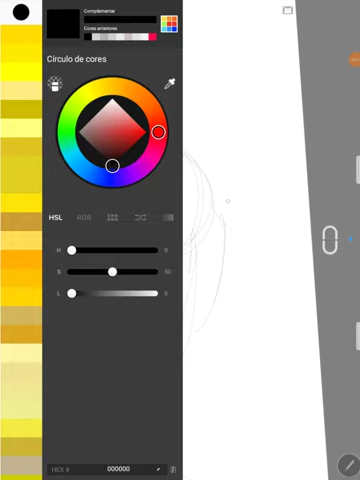 Complementar
Cores anteriores
Círculo de cores
HSL RGB
H 0
S 50
L 0
HEX # 000000